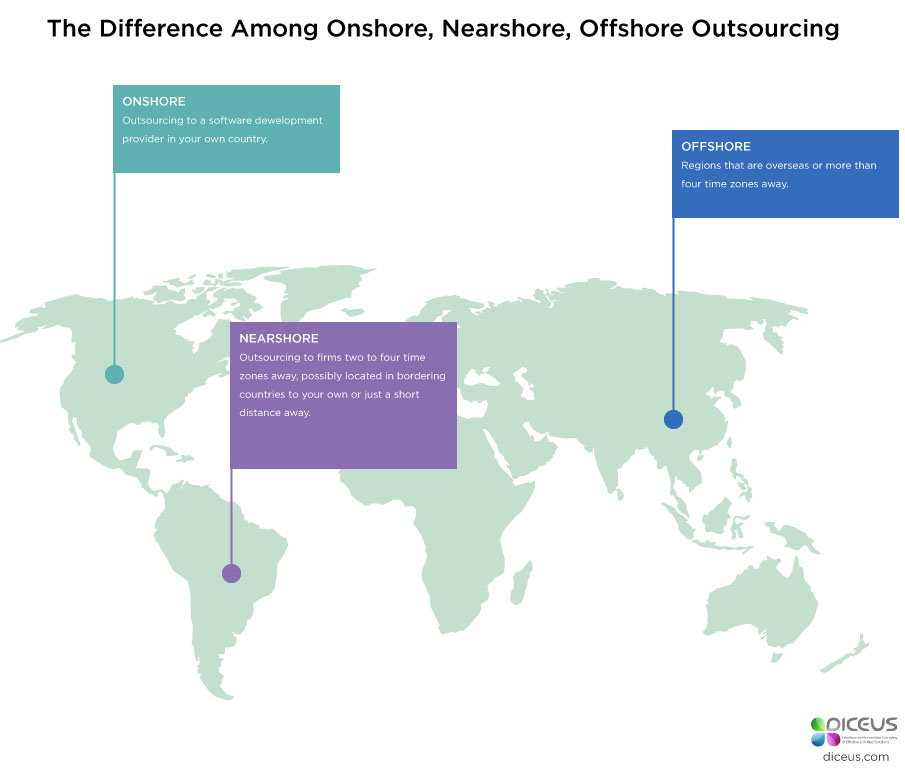 The Difference Among Onshore, Nearshore, Offshore Outsourcing
ONSHORE
Outsourcing to a software dewelopment
provider in your own country.
OFFSHORE
Regions that are overseas or more than
four time zones away.
NEARSHORE
Outsourcing to firms two to four time
zones away, possibly located in bordering
countries to your own or just a short
distance away.
DICEUS
diceus.com